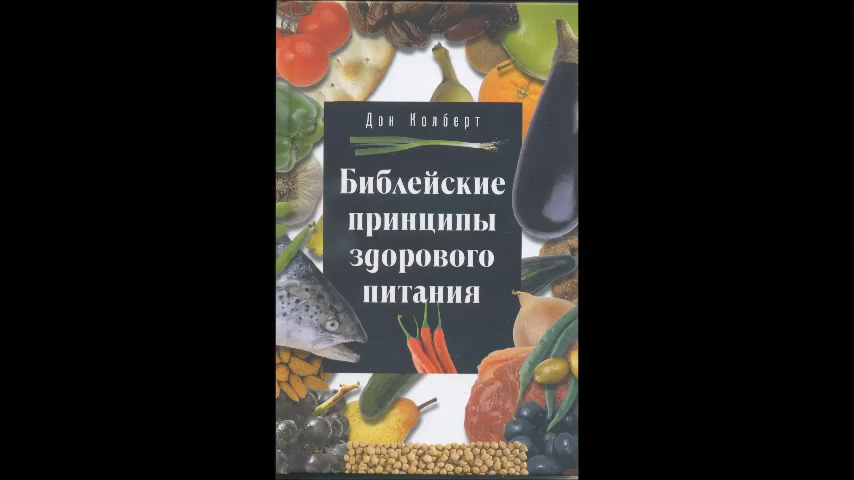 Дон Колберт
Библейские
принципы
здорового
питания